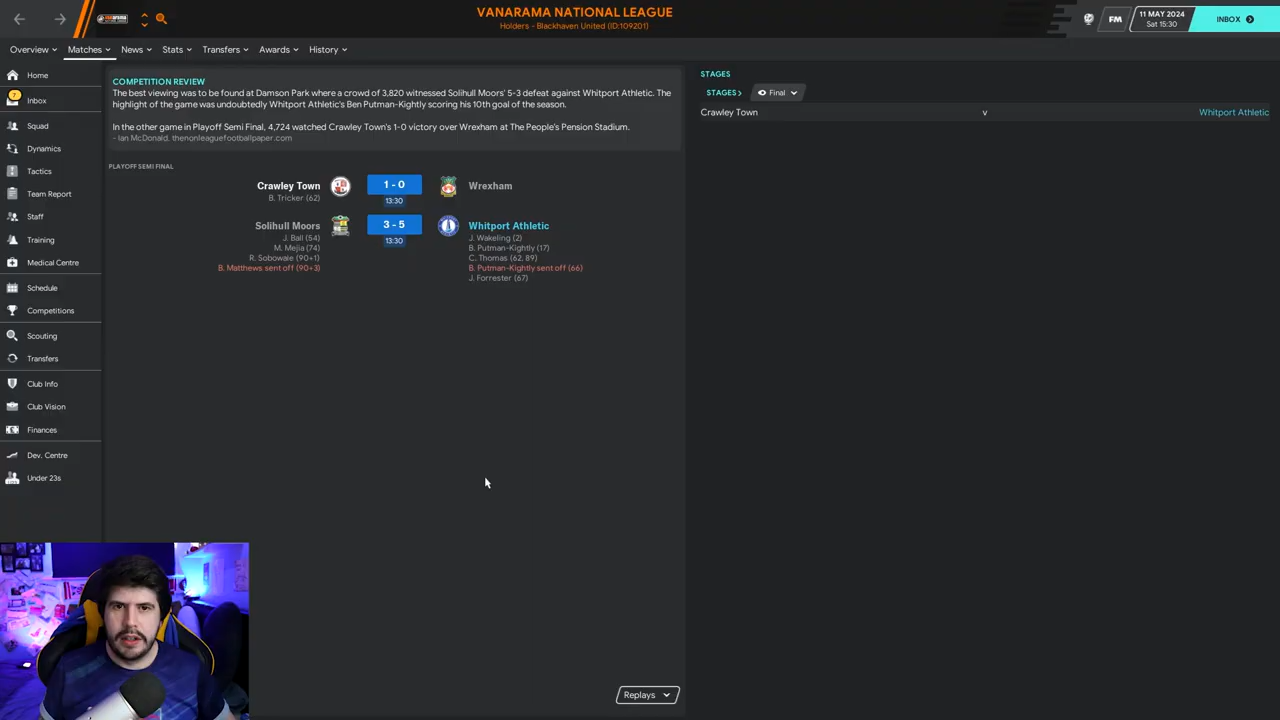 VANARAMA NATIONAL LEAGUE
Holders - Blackhaven United (ID:109201)
FM
11 MAY 2024
Sat 15:30
INBOX
Overview
Matches
News
Stats
Transfers
Awards
History
Home
7
Inbox
Squad
Dynamics
Tactics
Team Report
Staff
Training
Medical Centre
Schedule
Competitions
Scouting
Transfers
Club Info
Club Vision
Finances
Dev. Centre
Under 23s
COMPETITION REVIEW
The best viewing was to be found at Damson Park where a crowd of 3,820 witnessed Solihull Moors' 5-3 defeat against Whitport Athletic. The
highlight of the game was undoubtedly Whitport Athletic's Ben Putman-Kightly scoring his 10th goal of the season.
In the other game in Playoff Semi Final, 4,724 watched Crawley Town's 1-0 victory over Wrexham at The People's Pension Stadium.
- Ian McDonald. thenonleaguefootballpaper.com
PLAYOFF SEMI FINAL
Crawley Town 1 - 0 Wrexham
B. Tricker (62) 13:30
Solihull Moors 3 - 5 Whitport Athletic
J. Ball (54) 13:30 J. Wakeling (2)
M. Mejia (74) B. Putman-Kightly (17)
R. Sobowale (90+1) C. Thomas (62, 89)
B. Matthews sent off (90+3) B. Putman-Kightly sent off (66)
J. Forrester (67)
STAGES
STAGES > Final
Crawley Town v Whitport Athletic
Replays